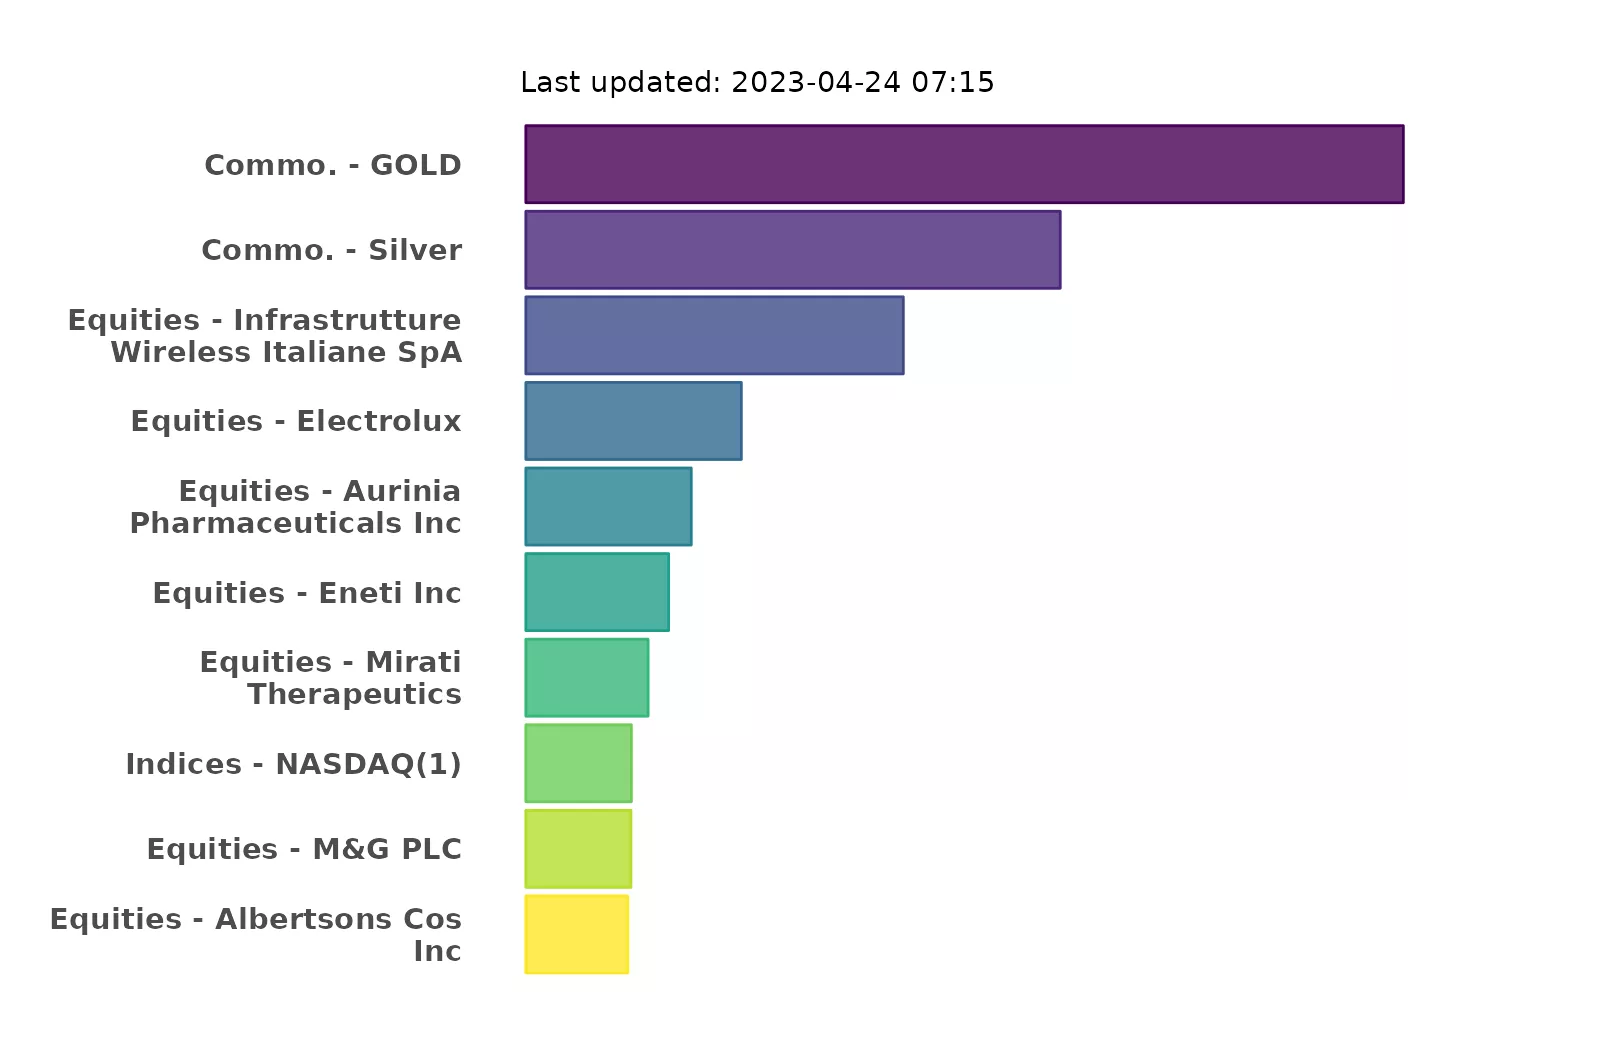 Last updated: 2023-04-24 07:15
Commo. - GOLD
Commo. - Silver
Equities - Infrastrutture
Wireless Italiane SpA
Equities - Electrolux
Equities - Aurinia
Pharmaceuticals Inc
Equities - Eneti Inc
Equities - Mirati
Therapeutics
Indices - NASDAQ(1)
Equities - M&G PLC
Equities - Albertsons Cos
Inc